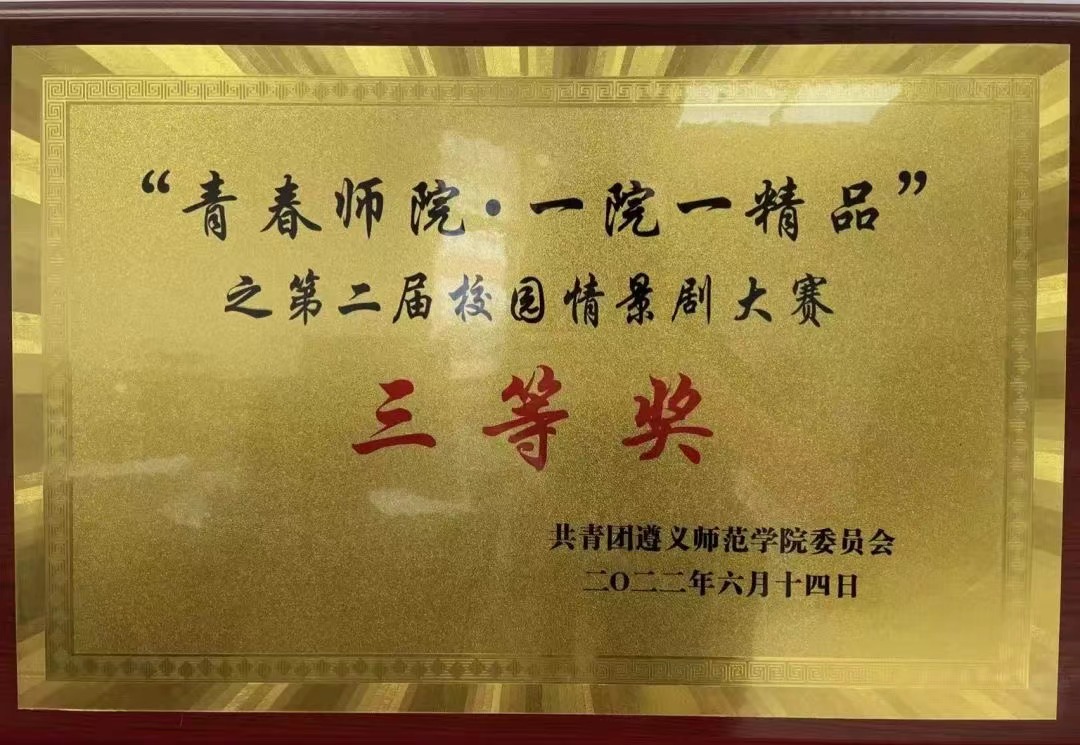 “青春师院·一院一精品”
之第二届校园情景剧大赛
三等奖
共青团遵义师范学院委员会
二〇二二年六月十四日